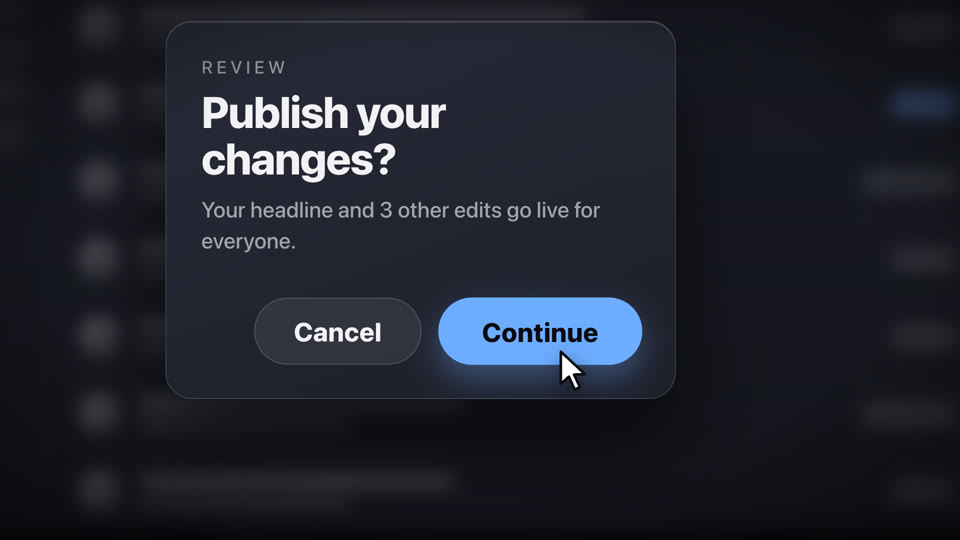 REVIEW
Publish your
changes?
Your headline and 3 other edits go live for
everyone.
Cancel
Continue